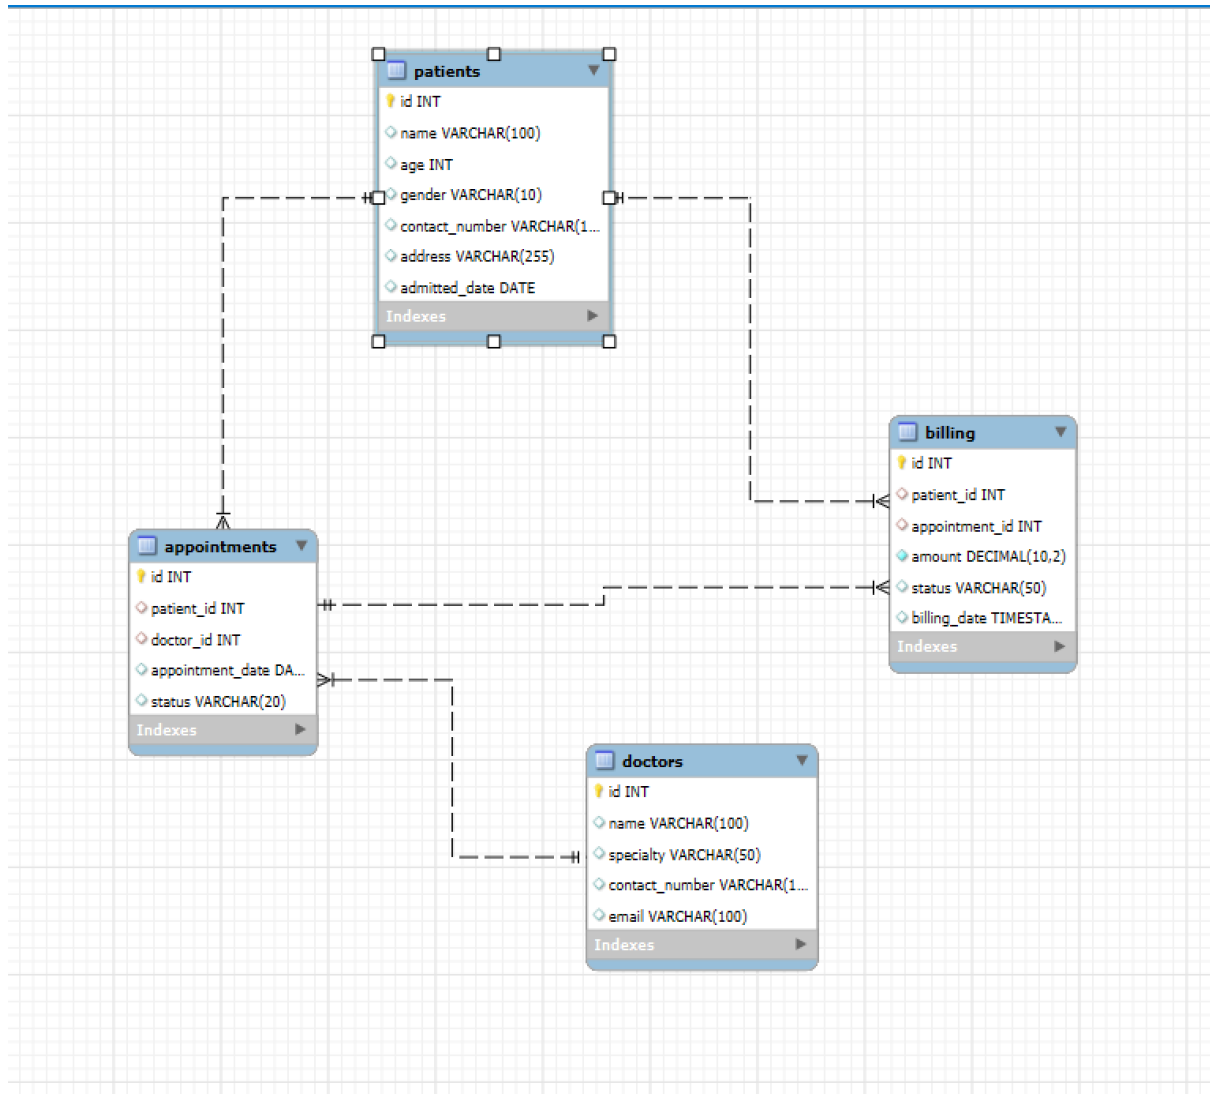 patients
id INT
name VARCHAR(100)
age INT
gender VARCHAR(10)
contact_number VARCHAR(1...
address VARCHAR(255)
admitted_date DATE
Indexes
billing
id INT
patient_id INT
appointment_id INT
amount DECIMAL(10,2)
status VARCHAR(50)
billing_date TIMESTA...
Indexes
appointments
id INT
patient_id INT
doctor_id INT
appointment_date DA...
status VARCHAR(20)
Indexes
doctors
id INT
name VARCHAR(100)
specialty VARCHAR(50)
contact_number VARCHAR(1...
email VARCHAR(100)
Indexes